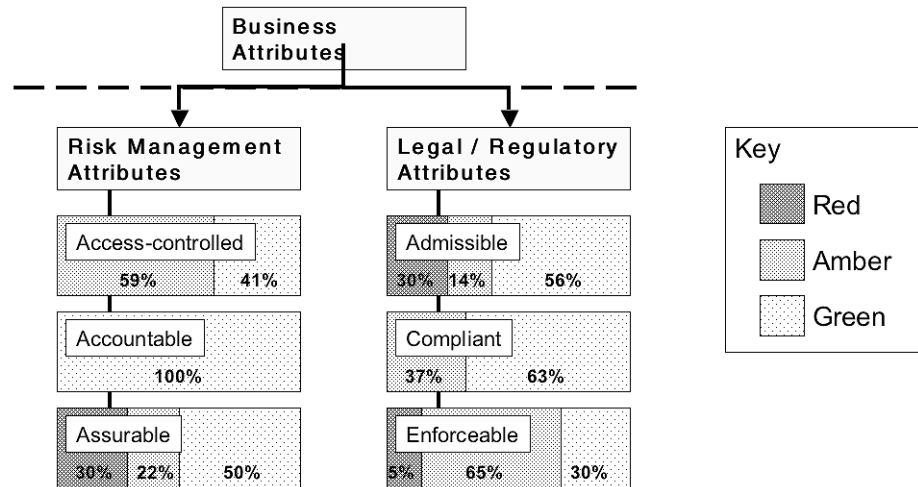 Business
Attributes
Risk Management
Attributes
Access-controlled
59% 41%
Accountable
100%
Assurable
30% 22% 50%
Legal / Regulatory
Attributes
Admissible
30% 14% 56%
Compliant
37% 63%
Enforceable
5% 65% 30%
Key
Red
Amber
Green